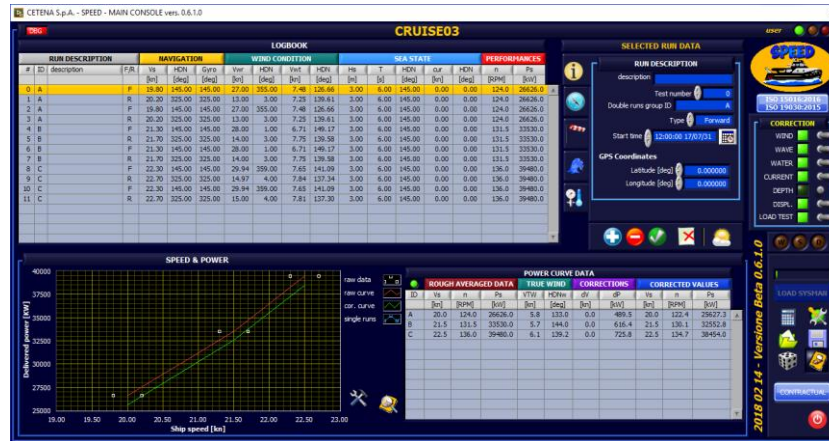 CETENA S.p.A. - SPEED - MAIN CONSOLE vers. 0.6.1.0
DBG
CRUISE03
user
LOGBOOK
RUN DESCRIPTION NAVIGATION WIND CONDITION SEA STATE PERFORMANCES
# ID description F/R Vs HDN Gyro Vwr HDN Vwt HDN Hs T HDN cur HDN n Ps
[kn] [deg] [deg] [kn] [deg] [kn] [deg] [m] [s] [deg] [kn] [deg] [RPM] [kW]
0 A F 19.80 145.00 145.00 27.00 355.00 7.48 126.66 3.00 6.00 145.00 0.00 0.00 124.0 26626.0
1 A R 20.20 325.00 325.00 13.00 3.00 7.25 139.61 3.00 6.00 145.00 0.00 0.00 124.0 26626.0
2 A F 19.80 145.00 145.00 27.00 355.00 7.48 126.66 3.00 6.00 145.00 0.00 0.00 124.0 26626.0
3 A R 20.20 325.00 325.00 13.00 3.00 7.25 139.61 3.00 6.00 145.00 0.00 0.00 124.0 26626.0
4 B F 21.30 145.00 145.00 28.00 1.00 6.71 149.17 3.00 6.00 145.00 0.00 0.00 131.5 33530.0
5 B R 21.70 325.00 325.00 14.00 3.00 7.75 139.58 3.00 6.00 145.00 0.00 0.00 131.5 33530.0
6 B F 21.30 145.00 145.00 28.00 1.00 6.71 149.17 3.00 6.00 145.00 0.00 0.00 131.5 33530.0
7 B R 21.70 325.00 325.00 14.00 3.00 7.75 139.58 3.00 6.00 145.00 0.00 0.00 131.5 33530.0
8 C F 22.30 145.00 145.00 29.94 359.00 7.65 141.09 3.00 6.00 145.00 0.00 0.00 136.0 39480.0
9 C R 22.70 325.00 325.00 14.97 4.00 7.84 137.34 3.00 6.00 145.00 0.00 0.00 136.0 39480.0
10 C F 22.30 145.00 145.00 29.94 359.00 7.65 141.09 3.00 6.00 145.00 0.00 0.00 136.0 39480.0
11 C R 22.70 325.00 325.00 15.00 4.00 7.81 137.30 3.00 6.00 145.00 0.00 0.00 136.0 39480.0
SELECTED RUN DATA
RUN DESCRIPTION
description
Test number 0
Double runs group ID A
Type Forward
Start time 12:00:00 17/07/31
GPS Coordinates
Latitude [deg] 0.000000
Longitude [deg] 0.000000
SPEED
ISO 15016:2016
ISO 19030:2015
CORRECTION
WIND
WAVE
WATER
CURRENT
DEPTH
DISPL.
LOAD TEST
LOAD SYSMAR
CONTRACTUAL
2018 02 14 - Versione Beta 0.6.1.0
SPEED & POWER
Delivered power [KW]
40000
37500
35000
32500
30000
27500
25000
19.00 19.50 20.00 20.50 21.00 21.50 22.00 22.50 23.00
Ship speed [kn]
raw data
raw curve
cor. curve
single runs
POWER CURVE DATA
ROUGH AVERAGED DATA TRUE WIND CORRECTIONS CORRECTED VALUES
ID Vs n Ps VTW HDNw dV dP Vs n Ps
[kn] [RPM] [kW] [kn] [deg] [kn] [kW] [kn] [RPM] [kW]
A 20.0 124.0 26626.0 5.8 133.0 0.0 489.5 20.0 122.4 25627.3
B 21.5 131.5 33530.0 5.7 144.0 0.0 616.4 21.5 130.1 32552.8
C 22.5 136.0 39480.0 6.1 139.2 0.0 725.8 22.5 134.7 38454.0